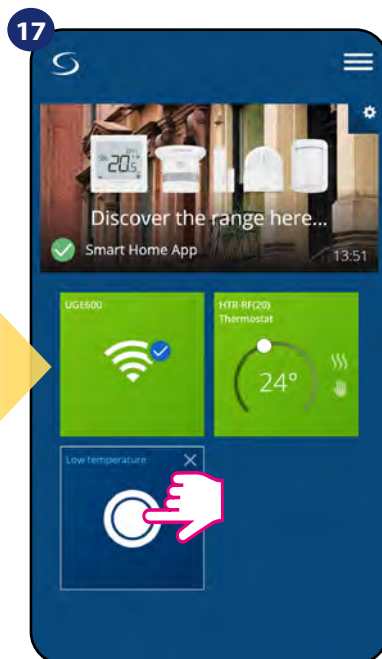 17
Discover the range here...
Smart Home App
13:51
UGE600
HTR-RF(20)
Thermostat
24°
Low temperature
20.5